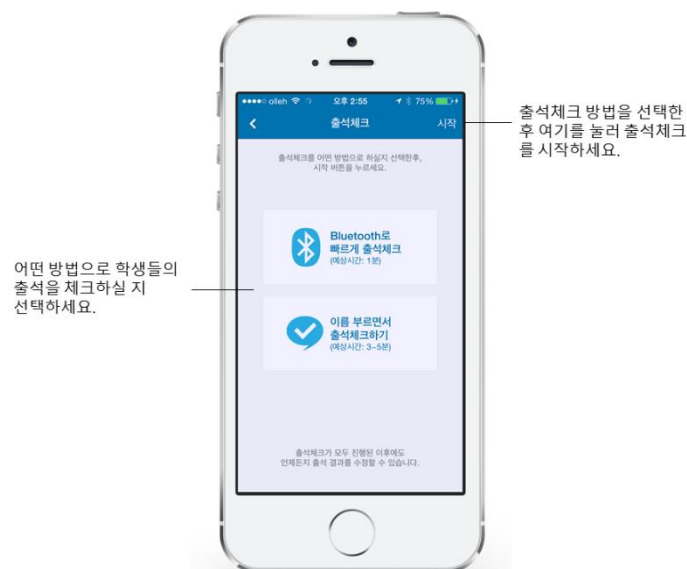 olleh 오후 2:55 75%
출석체크 시작
출석체크를 어떤 방법으로 하실지 선택한후,
시작 버튼을 누르세요.
Bluetooth로
빠르게 출석체크
(예상시간: 1분)
이름 부르면서
출석체크하기
(예상시간: 3~5분)
출석체크가 모두 진행된 이후에도
언제든지 출석 결과를 수정할 수 있습니다.
출석체크 방법을 선택한
후 여기를 눌러 출석체크
를 시작하세요.
어떤 방법으로 학생들의
출석을 체크하실 지
선택하세요.